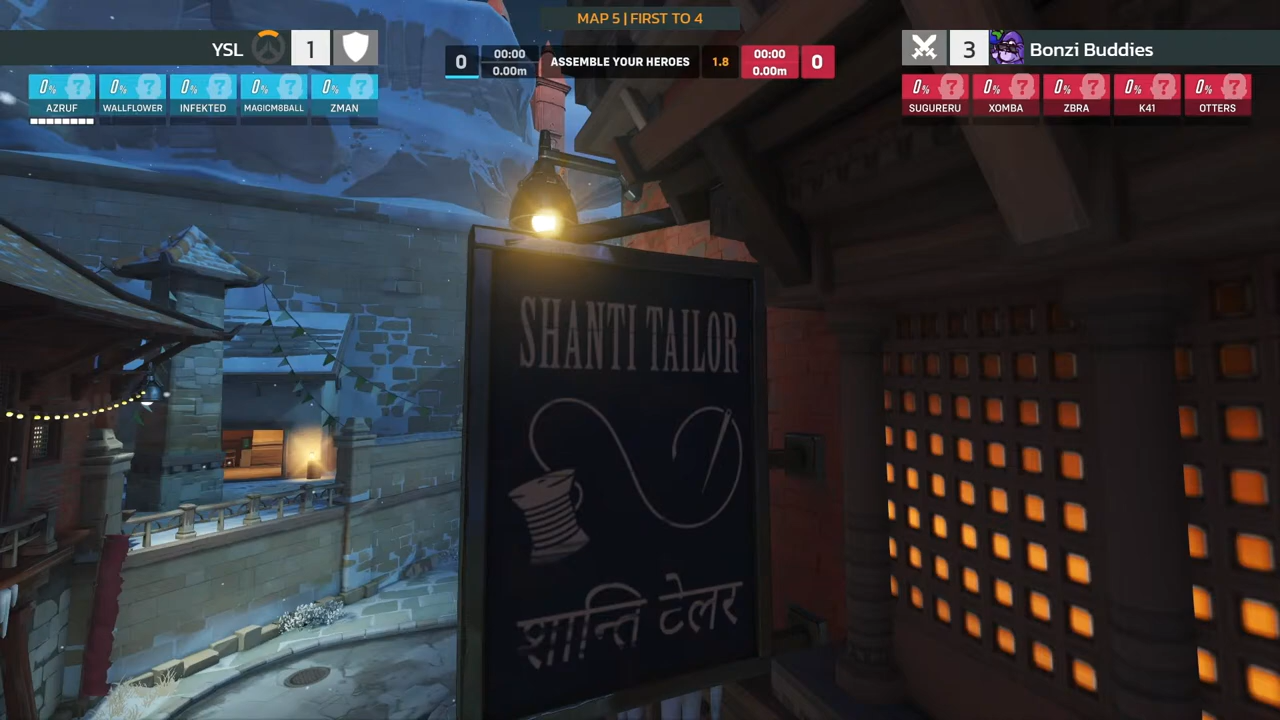 MAP 5 | FIRST TO 4
YSL 1
0 00:00 0.00m ASSEMBLE YOUR HEROES 1.8 00:00 0.00m 0
3 Bonzi Buddies
0% ? 0% ? 0% ? 0% ? 0% ?
AZRUF WALLFLOWER INFEKTED MAGICM8BALL ZMAN
0% ? 0% ? 0% ? 0% ? 0% ?
SUGURERU XOMBA ZBRA K41 OTTERS
SHANTI TAILOR
शान्ति टेलर